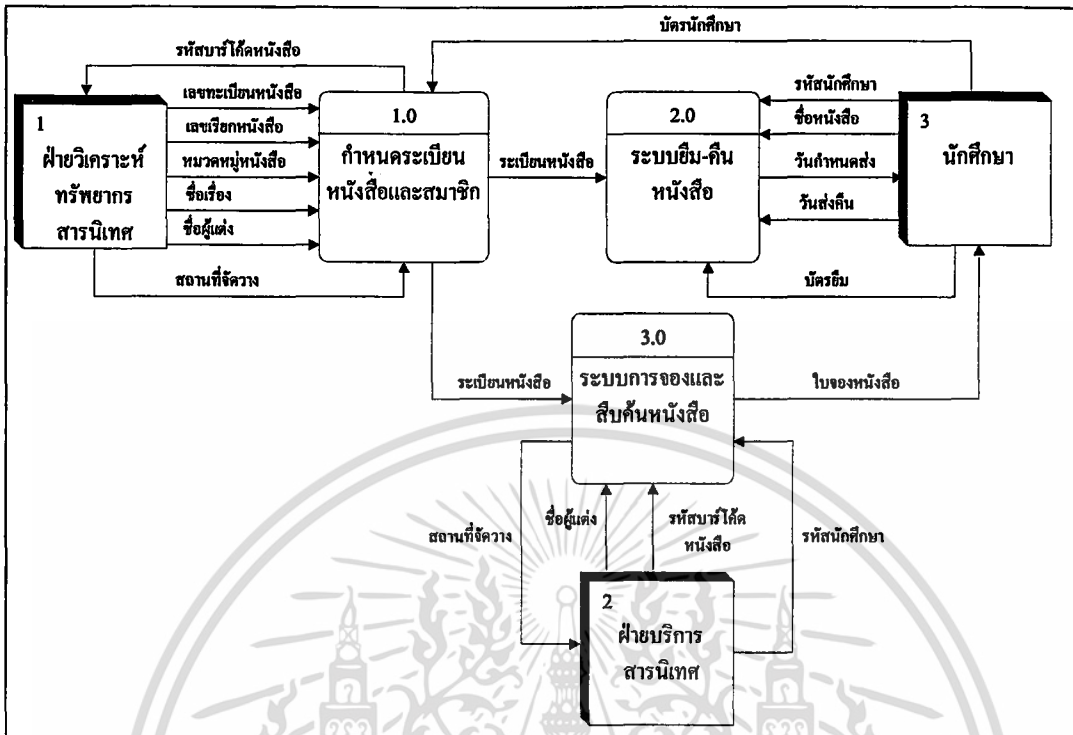 บัตรนักศึกษา
รหัสบาร์โค้ดหนังสือ
1
ฝ่ายวิเคราะห์
ทรัพยากร
สารนิเทศ
เลขทะเบียนหนังสือ
เลขเรียกหนังสือ
หมวดหมู่หนังสือ
ชื่อเรื่อง
ชื่อผู้แต่ง
สถานที่จัดวาง
1.0
กำหนดระเบียน
หนังสือและสมาชิก
ระเบียนหนังสือ
2.0
ระบบยืม-คืน
หนังสือ
รหัสนักศึกษา
ชื่อหนังสือ
วันกำหนดส่ง
วันส่งคืน
บัตรยืม
3
นักศึกษา
3.0
ระบบการจองและ
สืบค้นหนังสือ
ระเบียนหนังสือ
ใบจองหนังสือ
สถานที่จัดวาง
ชื่อผู้แต่ง
รหัสบาร์โค้ด
หนังสือ
รหัสนักศึกษา
2
ฝ่ายบริการ
สารนิเทศ